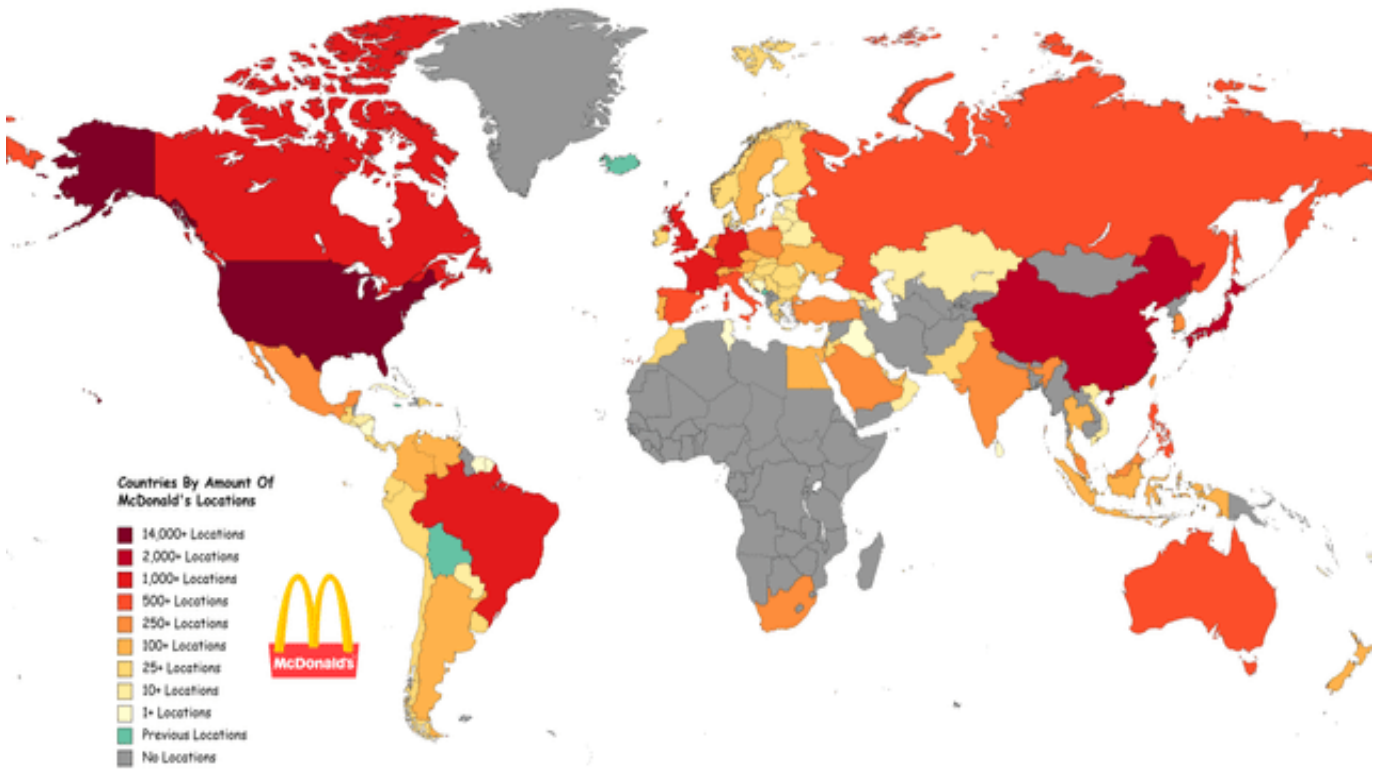 Countries By Amount Of
McDonald's Locations
14,000+ Locations
2,000+ Locations
1,000+ Locations
500+ Locations
250+ Locations
100+ Locations
25+ Locations
10+ Locations
1+ Locations
Previous Locations
No Locations
McDonald's